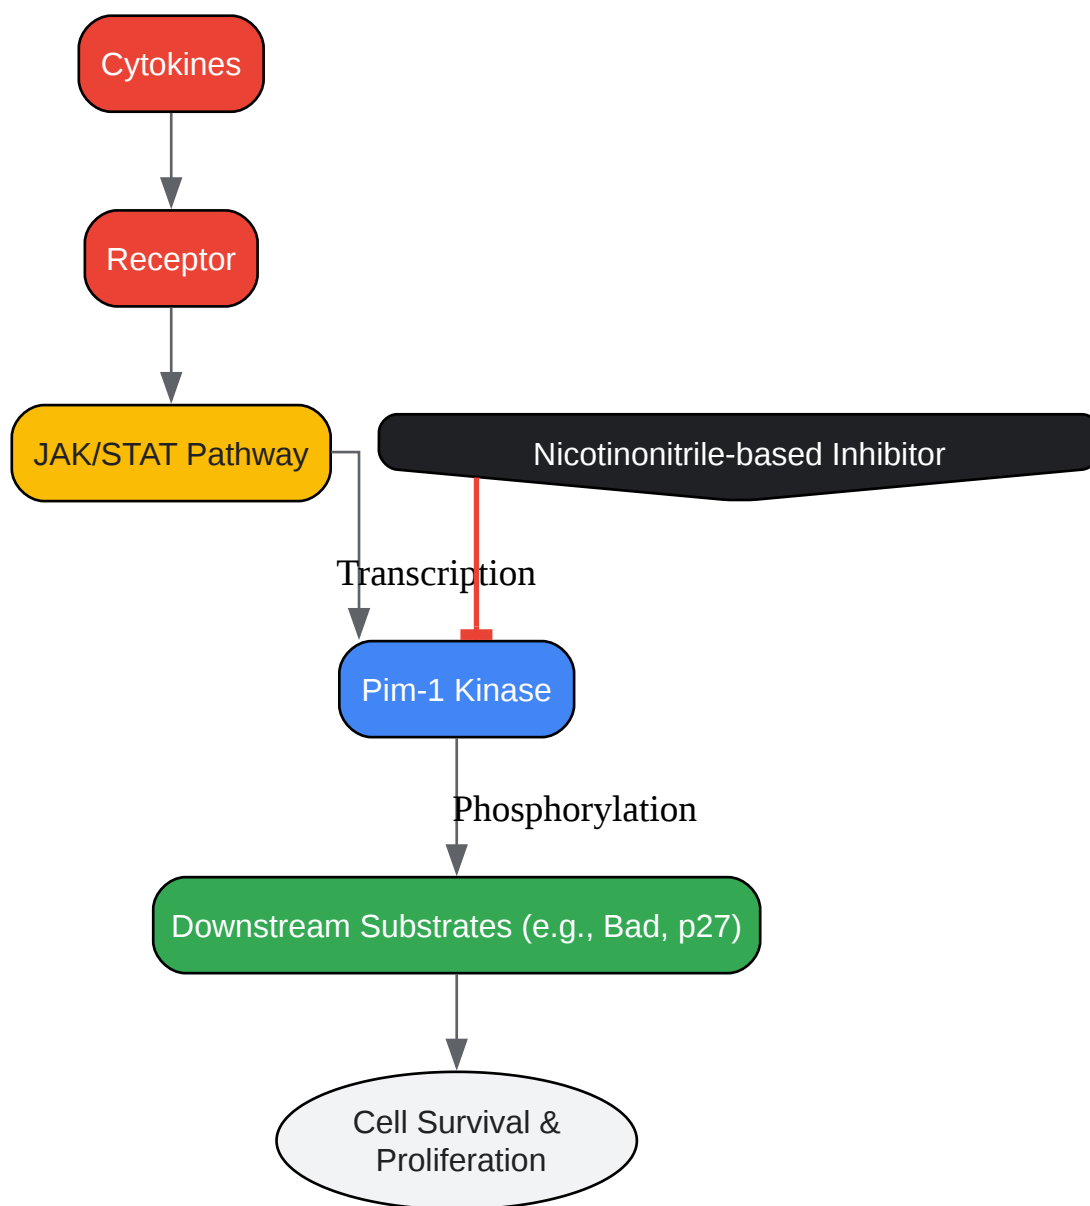 Cytokines
Receptor
JAK/STAT Pathway
Nicotinonitrile-based Inhibitor
Transcription
Pim-1 Kinase
Phosphorylation
Downstream Substrates (e.g., Bad, p27)
Cell Survival &
Proliferation